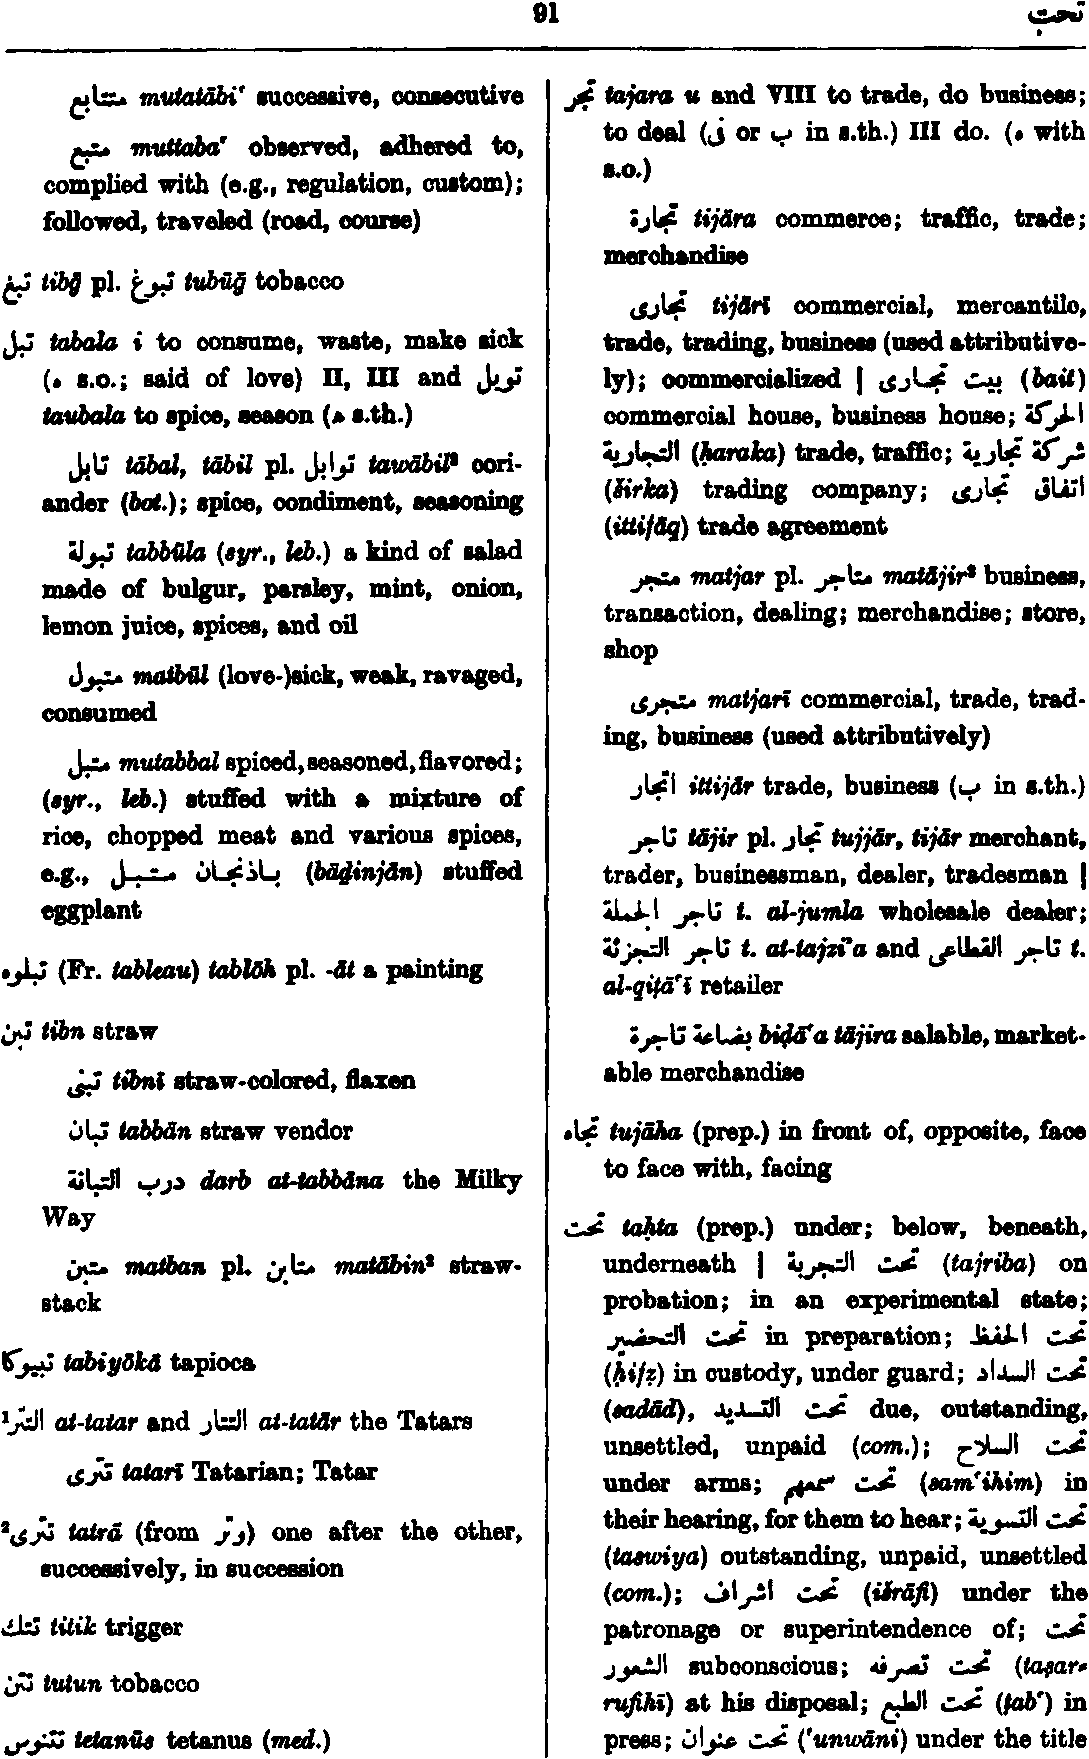 91
تحت
متتابع mutatābi‘ successive, consecutive
متبع muttaba‘ observed, adhered to,
complied with (e.g., regulation, custom);
followed, traveled (road, course)
تبغ tibḡ pl. تبوغ tubūḡ tobacco
تبل tabala i to consume, waste, make sick
(ه s.o.; said of love) II, III and توبل
taubala to spice, season (ﻫ s.th.)
تابل tābal, tābil pl. توابل tawābil² cori-
ander (bot.); spice, condiment, seasoning
تبولة tabbūla (syr., leb.) a kind of salad
made of bulgur, parsley, mint, onion,
lemon juice, spices, and oil
متبول matbūl (love-)sick, weak, ravaged,
consumed
متبل mutabbal spiced, seasoned, flavored;
(syr., leb.) stuffed with a mixture of
rice, chopped meat and various spices,
e.g., باذنجان متبل (bāḏinjān) stuffed
eggplant
تبلوه (Fr. tableau) tablōh pl. -āt a painting
تبن tibn straw
تبنى tibnī straw-colored, flaxen
تبان tabbān straw vendor
درب التبانة darb at-tabbāna the Milky
Way
متبن matban pl. متابن matābin² straw-
stack
تبيوكا tabiyōkā tapioca
¹التتر at-tatar and التتار at-tatār the Tatars
تترى tatarī Tatarian; Tatar
²تترى tatrā (from وتر) one after the other,
successively, in succession
تتك titik trigger
تتن tutun tobacco
تتنوس tetanūs tetanus (med.)
تجر tajara u and VIII to trade, do business;
to deal (فى or ب in s.th.) III do. (ه with
s.o.)
تجارة tijāra commerce; traffic, trade;
merchandise
تجارى tijārī commercial, mercantile,
trade, trading, business (used attributive-
ly); commercialized | بيت تجارى (bait)
commercial house, business house; الحركة
التجارية (ḥaraka) trade, traffic; شركة تجارية
(širka) trading company; اتفاق تجارى
(ittifāq) trade agreement
متجر matjar pl. متاجر matājir² business,
transaction, dealing; merchandise; store,
shop
متجرى matjarī commercial, trade, trad-
ing, business (used attributively)
اتجار ittijār trade, business (ب in s.th.)
تاجر tājir pl. تجار tujjār, tijār merchant,
trader, businessman, dealer, tradesman |
تاجر الجملة t. al-jumla wholesale dealer;
تاجر التجزئة t. at-tajzi’a and تاجر القطاعى t.
al-qiṭā‘ī retailer
بضاعة تاجرة biḍā‘a tājira salable, market-
able merchandise
تجاه tujāha (prep.) in front of, opposite, face
to face with, facing
تحت taḥta (prep.) under; below, beneath,
underneath | تحت التجربة (tajriba) on
probation; in an experimental state;
تحت التحضير in preparation; تحت الحفظ
(ḥifẓ) in custody, under guard; تحت السداد
(sadād), تحت التسديد due, outstanding,
unsettled, unpaid (com.); تحت السلاح
under arms; تحت سمعهم (sam‘ihim) in
their hearing, for them to hear; تحت التسوية
(taswiya) outstanding, unpaid, unsettled
(com.); تحت اشراف (išrāfi) under the
patronage or superintendence of; تحت
الشعور subconscious; تحت تصرفه (taṣar-
rufihī) at his disposal; تحت الطبع (ṭab‘) in
press; تحت عنوان (‘unwāni) under the title